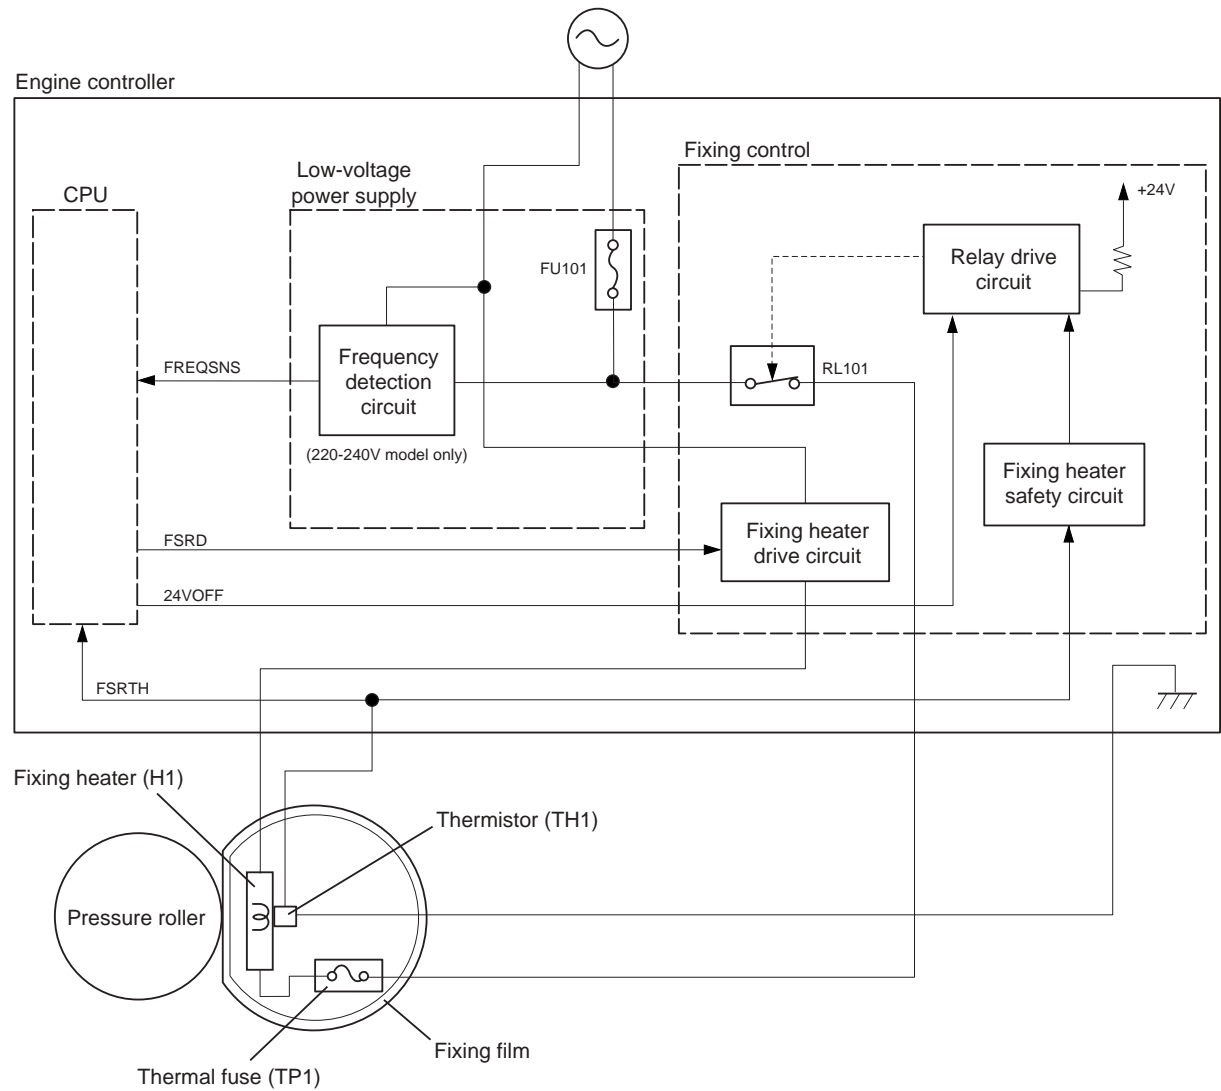 Engine controller
Fixing control
Low-voltage
power supply
CPU
+24V
Relay drive
circuit
FU101
Frequency
detection
circuit
FREQSNS
RL101
(220-240V model only)
Fixing heater
safety circuit
Fixing heater
drive circuit
FSRD
24VOFF
FSRTH
Fixing heater (H1)
Thermistor (TH1)
Pressure roller
Fixing film
Thermal fuse (TP1)